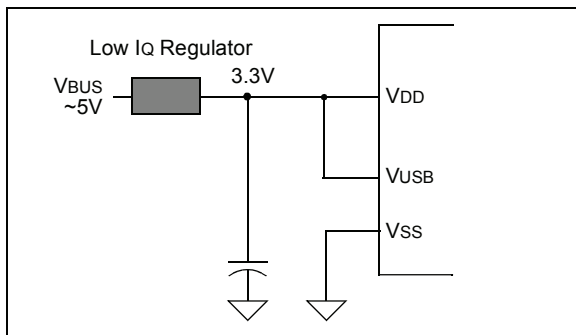 Low IQ Regulator
3.3V
VBUS
~5V
VDD
VUSB
VSS